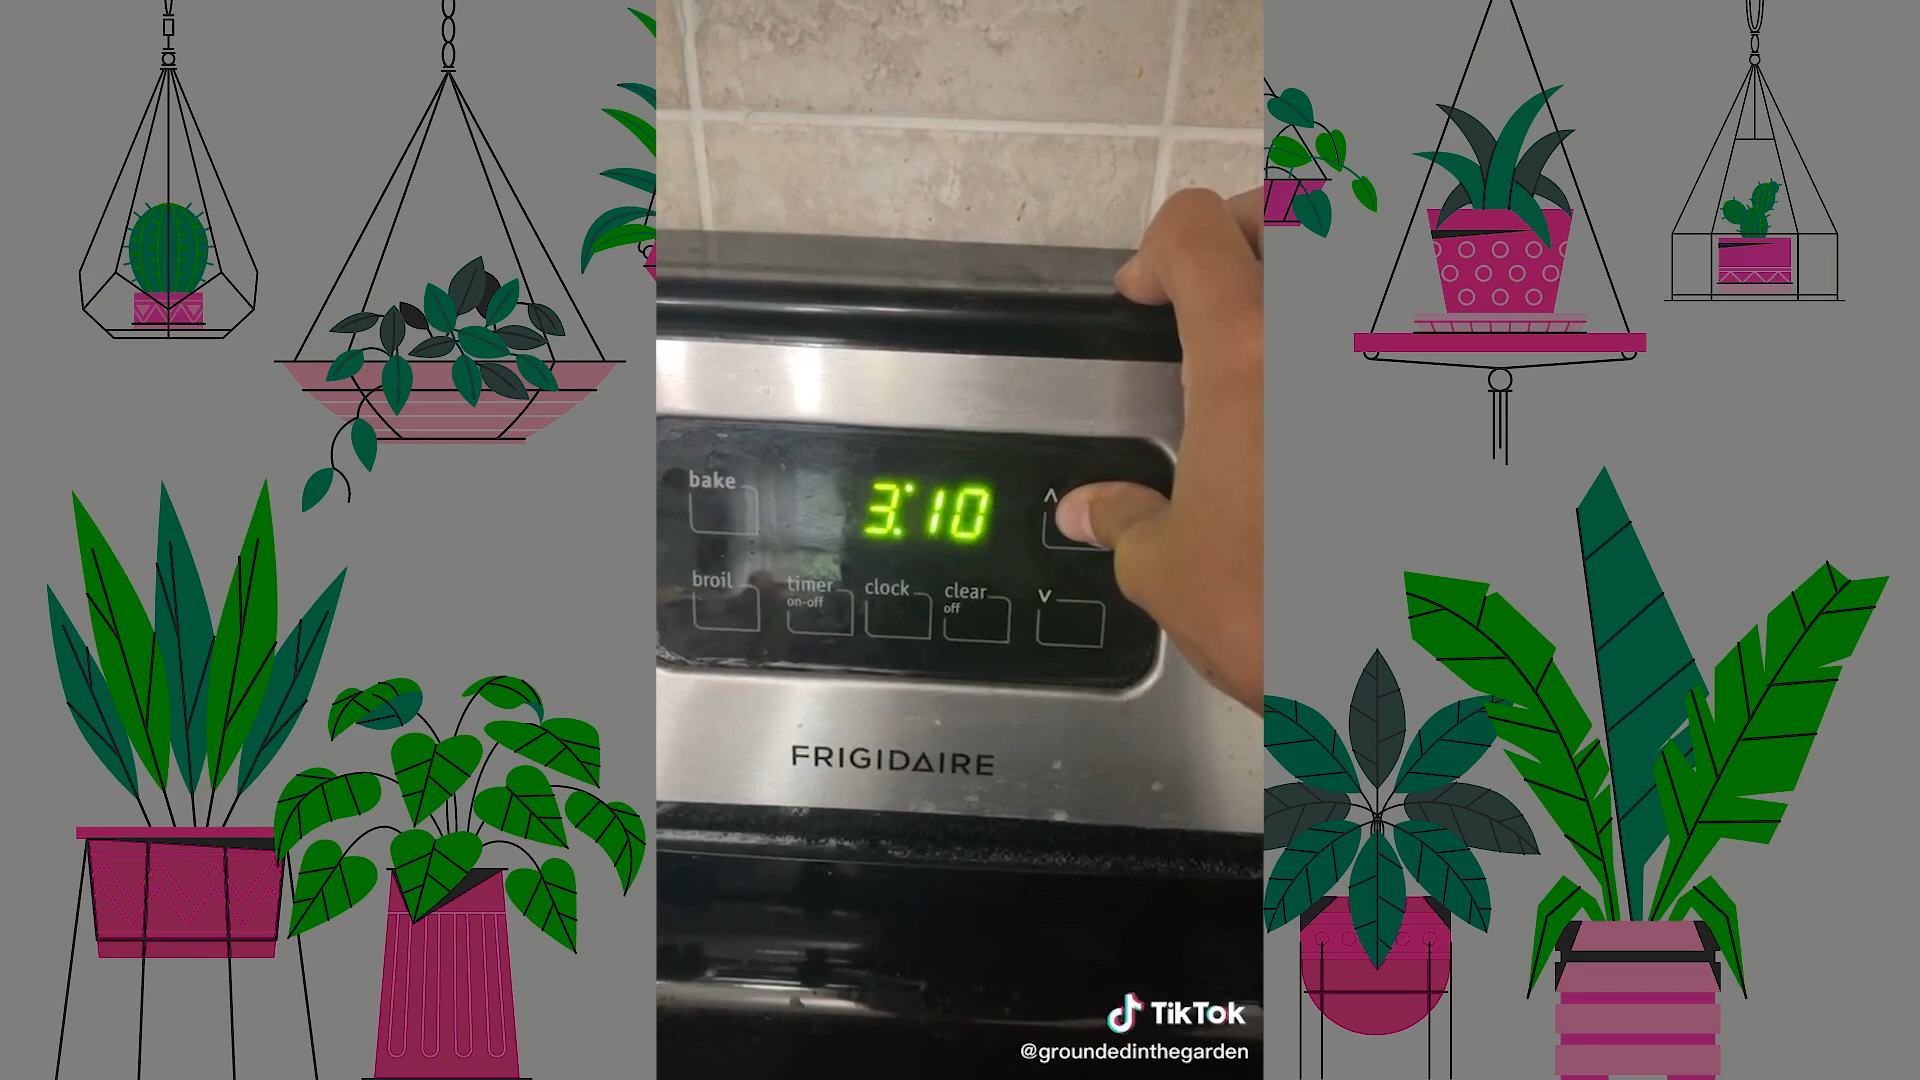 bake
3:10
^
broil
timer
on-off
clock
clear
off
v
FRIGIDAIRE
TikTok
@groundedinthegarden